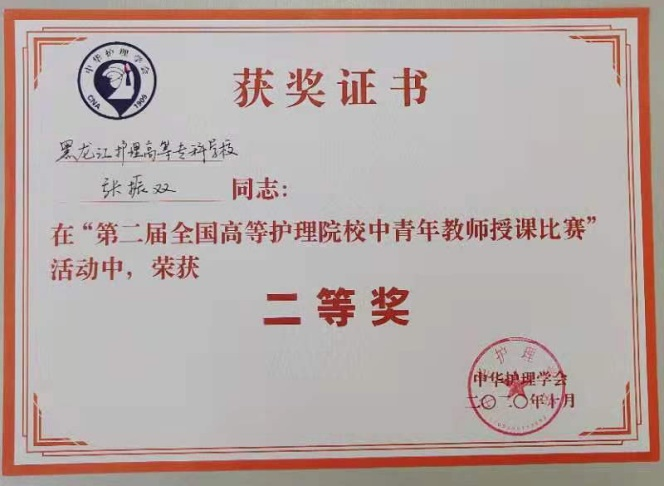 中华护理学会
CNA 1909
获奖证书
黑龙江护理高等专科学校
张振双 同志：
在“第二届全国高等护理院校中青年教师授课比赛”
活动中，荣获
二等奖
中华护理学会
二〇二〇年十月